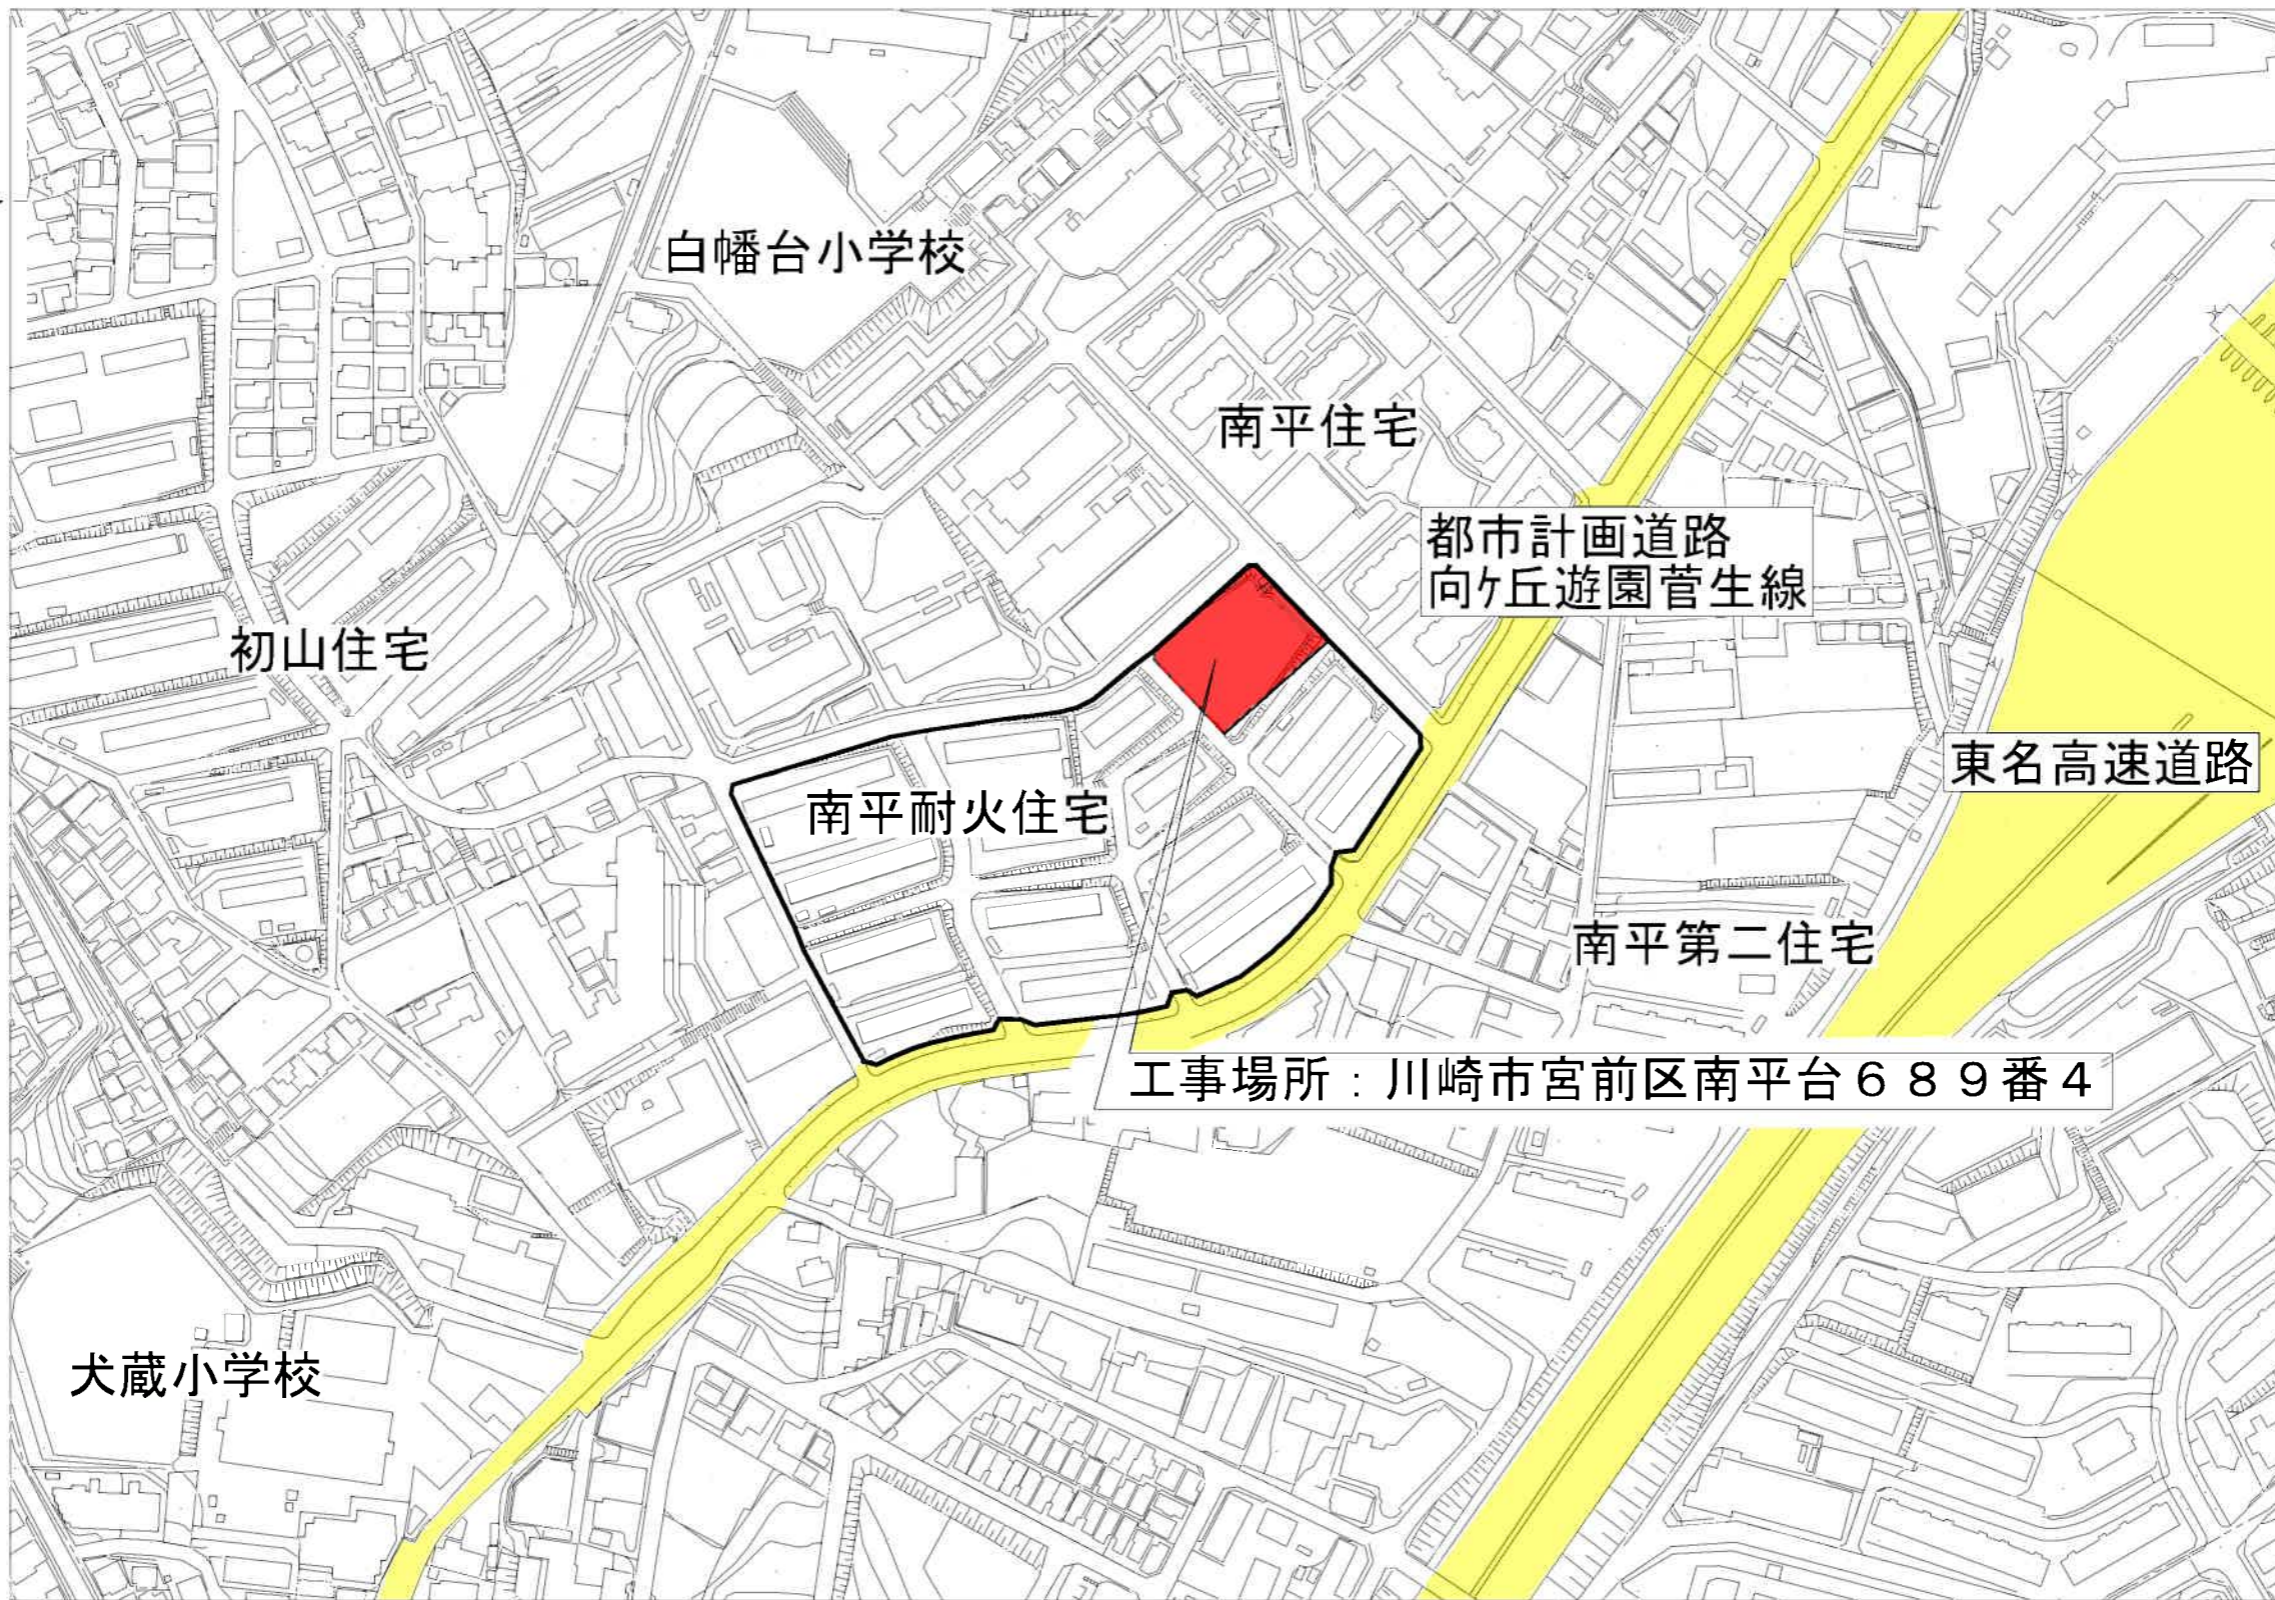 白幡台小学校
南平住宅
都市計画道路
向ケ丘遊園菅生線
初山住宅
東名高速道路
南平耐火住宅
南平第二住宅
工事場所：川崎市宮前区南平台６８９番４
犬蔵小学校